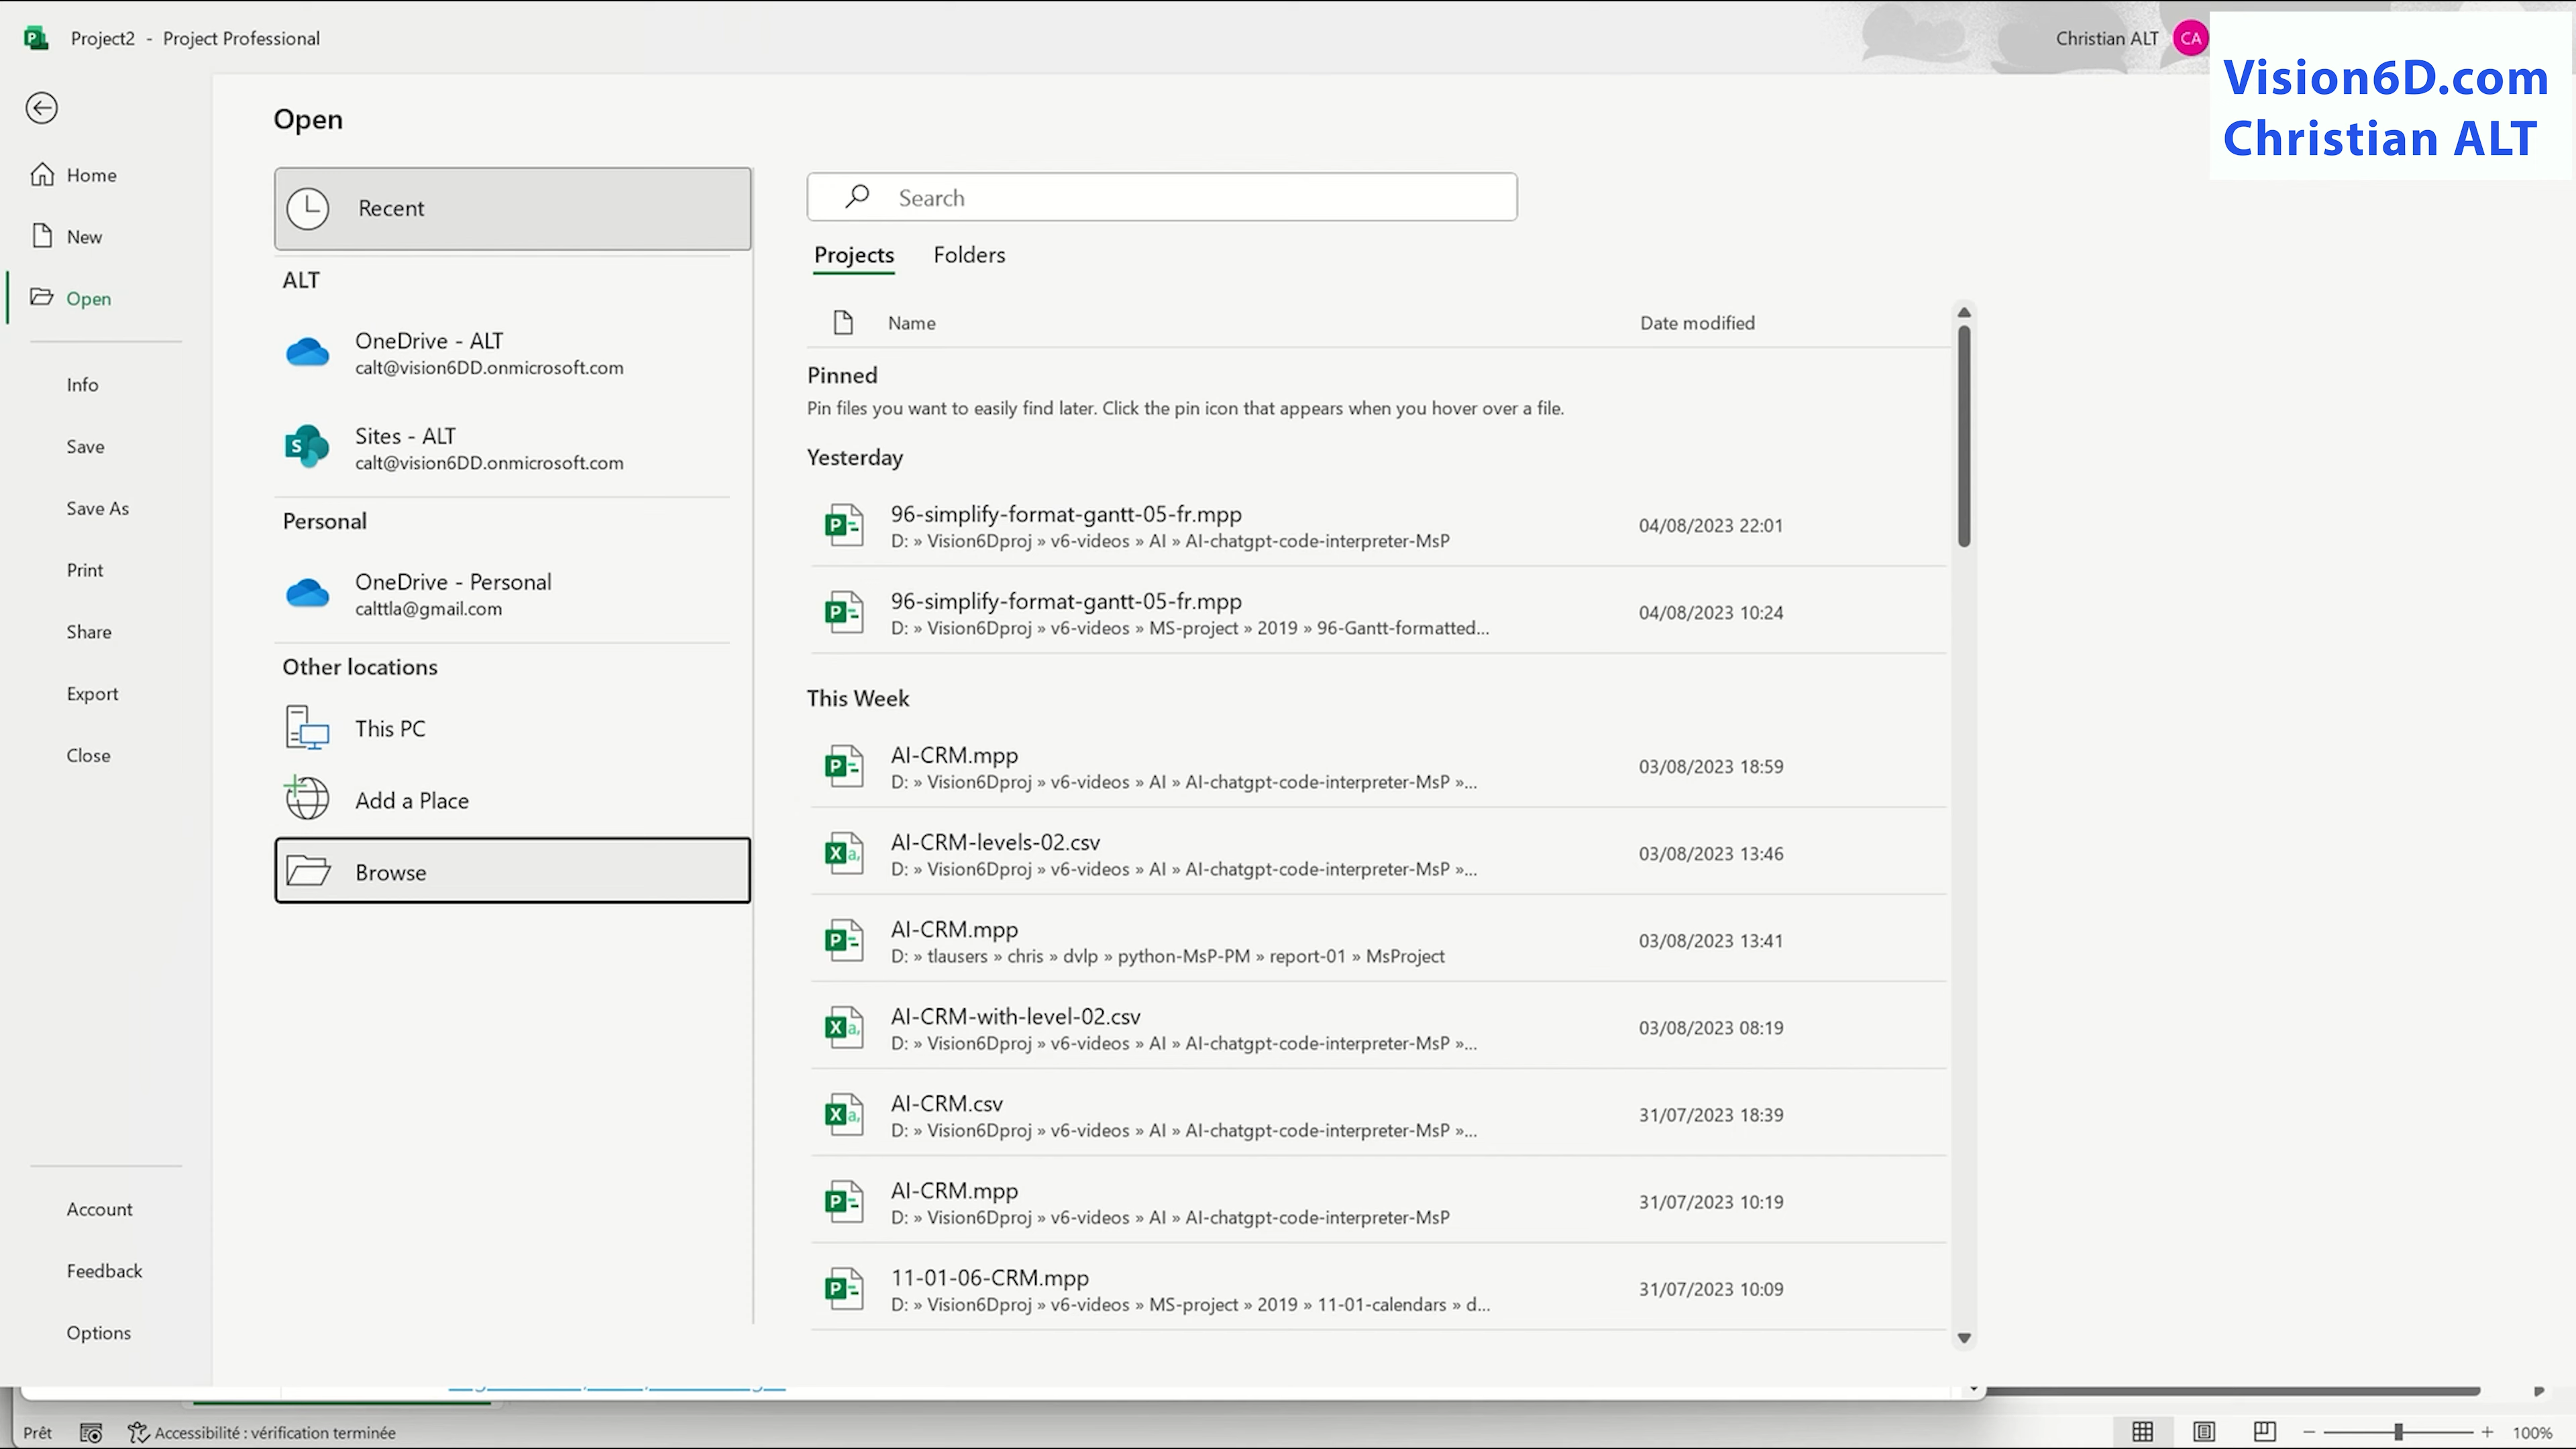 Project2 - Project Professional
Christian ALT
CA
Vision6D.com
Christian ALT
Open
Home
New
Open
Info
Save
Save As
Print
Share
Export
Close
Account
Feedback
Options
Recent
ALT
OneDrive - ALT
calt@vision6DD.onmicrosoft.com
Sites - ALT
calt@vision6DD.onmicrosoft.com
Personal
OneDrive - Personal
calttla@gmail.com
Other locations
This PC
Add a Place
Browse
Search
Projects Folders
Name Date modified
Pinned
Pin files you want to easily find later. Click the pin icon that appears when you hover over a file.
Yesterday
96-simplify-format-gantt-05-fr.mpp 04/08/2023 22:01
D: » Vision6Dproj » v6-videos » AI » AI-chatgpt-code-interpreter-MsP
96-simplify-format-gantt-05-fr.mpp 04/08/2023 10:24
D: » Vision6Dproj » v6-videos » MS-project » 2019 » 96-Gantt-formatted...
This Week
AI-CRM.mpp 03/08/2023 18:59
D: » Vision6Dproj » v6-videos » AI » AI-chatgpt-code-interpreter-MsP »...
AI-CRM-levels-02.csv 03/08/2023 13:46
D: » Vision6Dproj » v6-videos » AI » AI-chatgpt-code-interpreter-MsP »...
AI-CRM.mpp 03/08/2023 13:41
D: » tlausers » chris » dvlp » python-MsP-PM » report-01 » MsProject
AI-CRM-with-level-02.csv 03/08/2023 08:19
D: » Vision6Dproj » v6-videos » AI » AI-chatgpt-code-interpreter-MsP »...
AI-CRM.csv 31/07/2023 18:39
D: » Vision6Dproj » v6-videos » AI » AI-chatgpt-code-interpreter-MsP »...
AI-CRM.mpp 31/07/2023 10:19
D: » Vision6Dproj » v6-videos » AI » AI-chatgpt-code-interpreter-MsP
11-01-06-CRM.mpp 31/07/2023 10:09
D: » Vision6Dproj » v6-videos » MS-project » 2019 » 11-01-calendars » d...
Prêt
Accessibilité : vérification terminée
100%